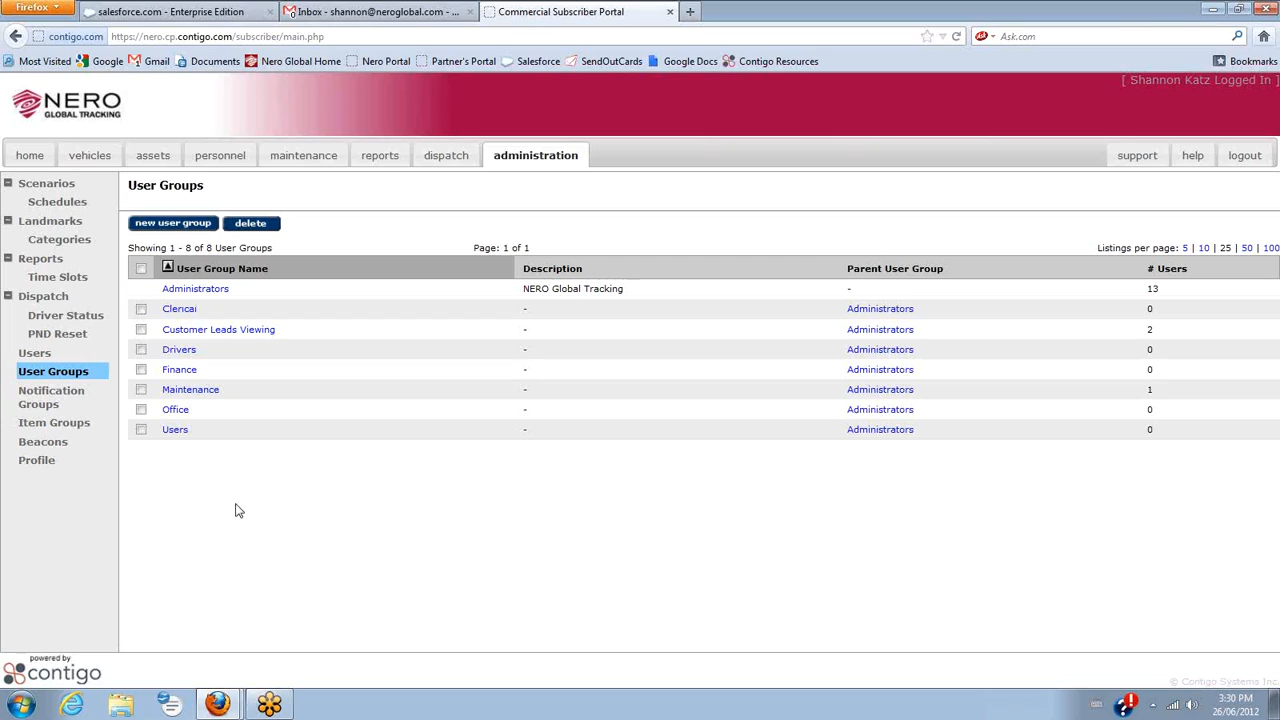 Firefox
salesforce.com - Enterprise Edition
Inbox - shannon@neroglobal.com - ...
Commercial Subscriber Portal
contigo.com
https://nero.cp.contigo.com/subscriber/main.php
Ask.com
Most Visited Google Gmail Documents Nero Global Home Nero Portal Partner's Portal Salesforce SendOutCards Google Docs Contigo Resources Bookmarks
[ Shannon Katz Logged In ]
NERO
GLOBAL TRACKING
home vehicles assets personnel maintenance reports dispatch administration support help logout
Scenarios
Schedules
Landmarks
Categories
Reports
Time Slots
Dispatch
Driver Status
PND Reset
Users
User Groups
Notification
Groups
Item Groups
Beacons
Profile
User Groups
new user group delete
Showing 1 - 8 of 8 User Groups Page: 1 of 1 Listings per page: 5 | 10 | 25 | 50 | 100
User Group Name Description Parent User Group # Users
Administrators NERO Global Tracking - 13
Clerical - Administrators 0
Customer Leads Viewing - Administrators 2
Drivers - Administrators 0
Finance - Administrators 0
Maintenance - Administrators 1
Office - Administrators 0
Users - Administrators 0
powered by
contigo
© Contigo Systems Inc.
3:30 PM
26/06/2012